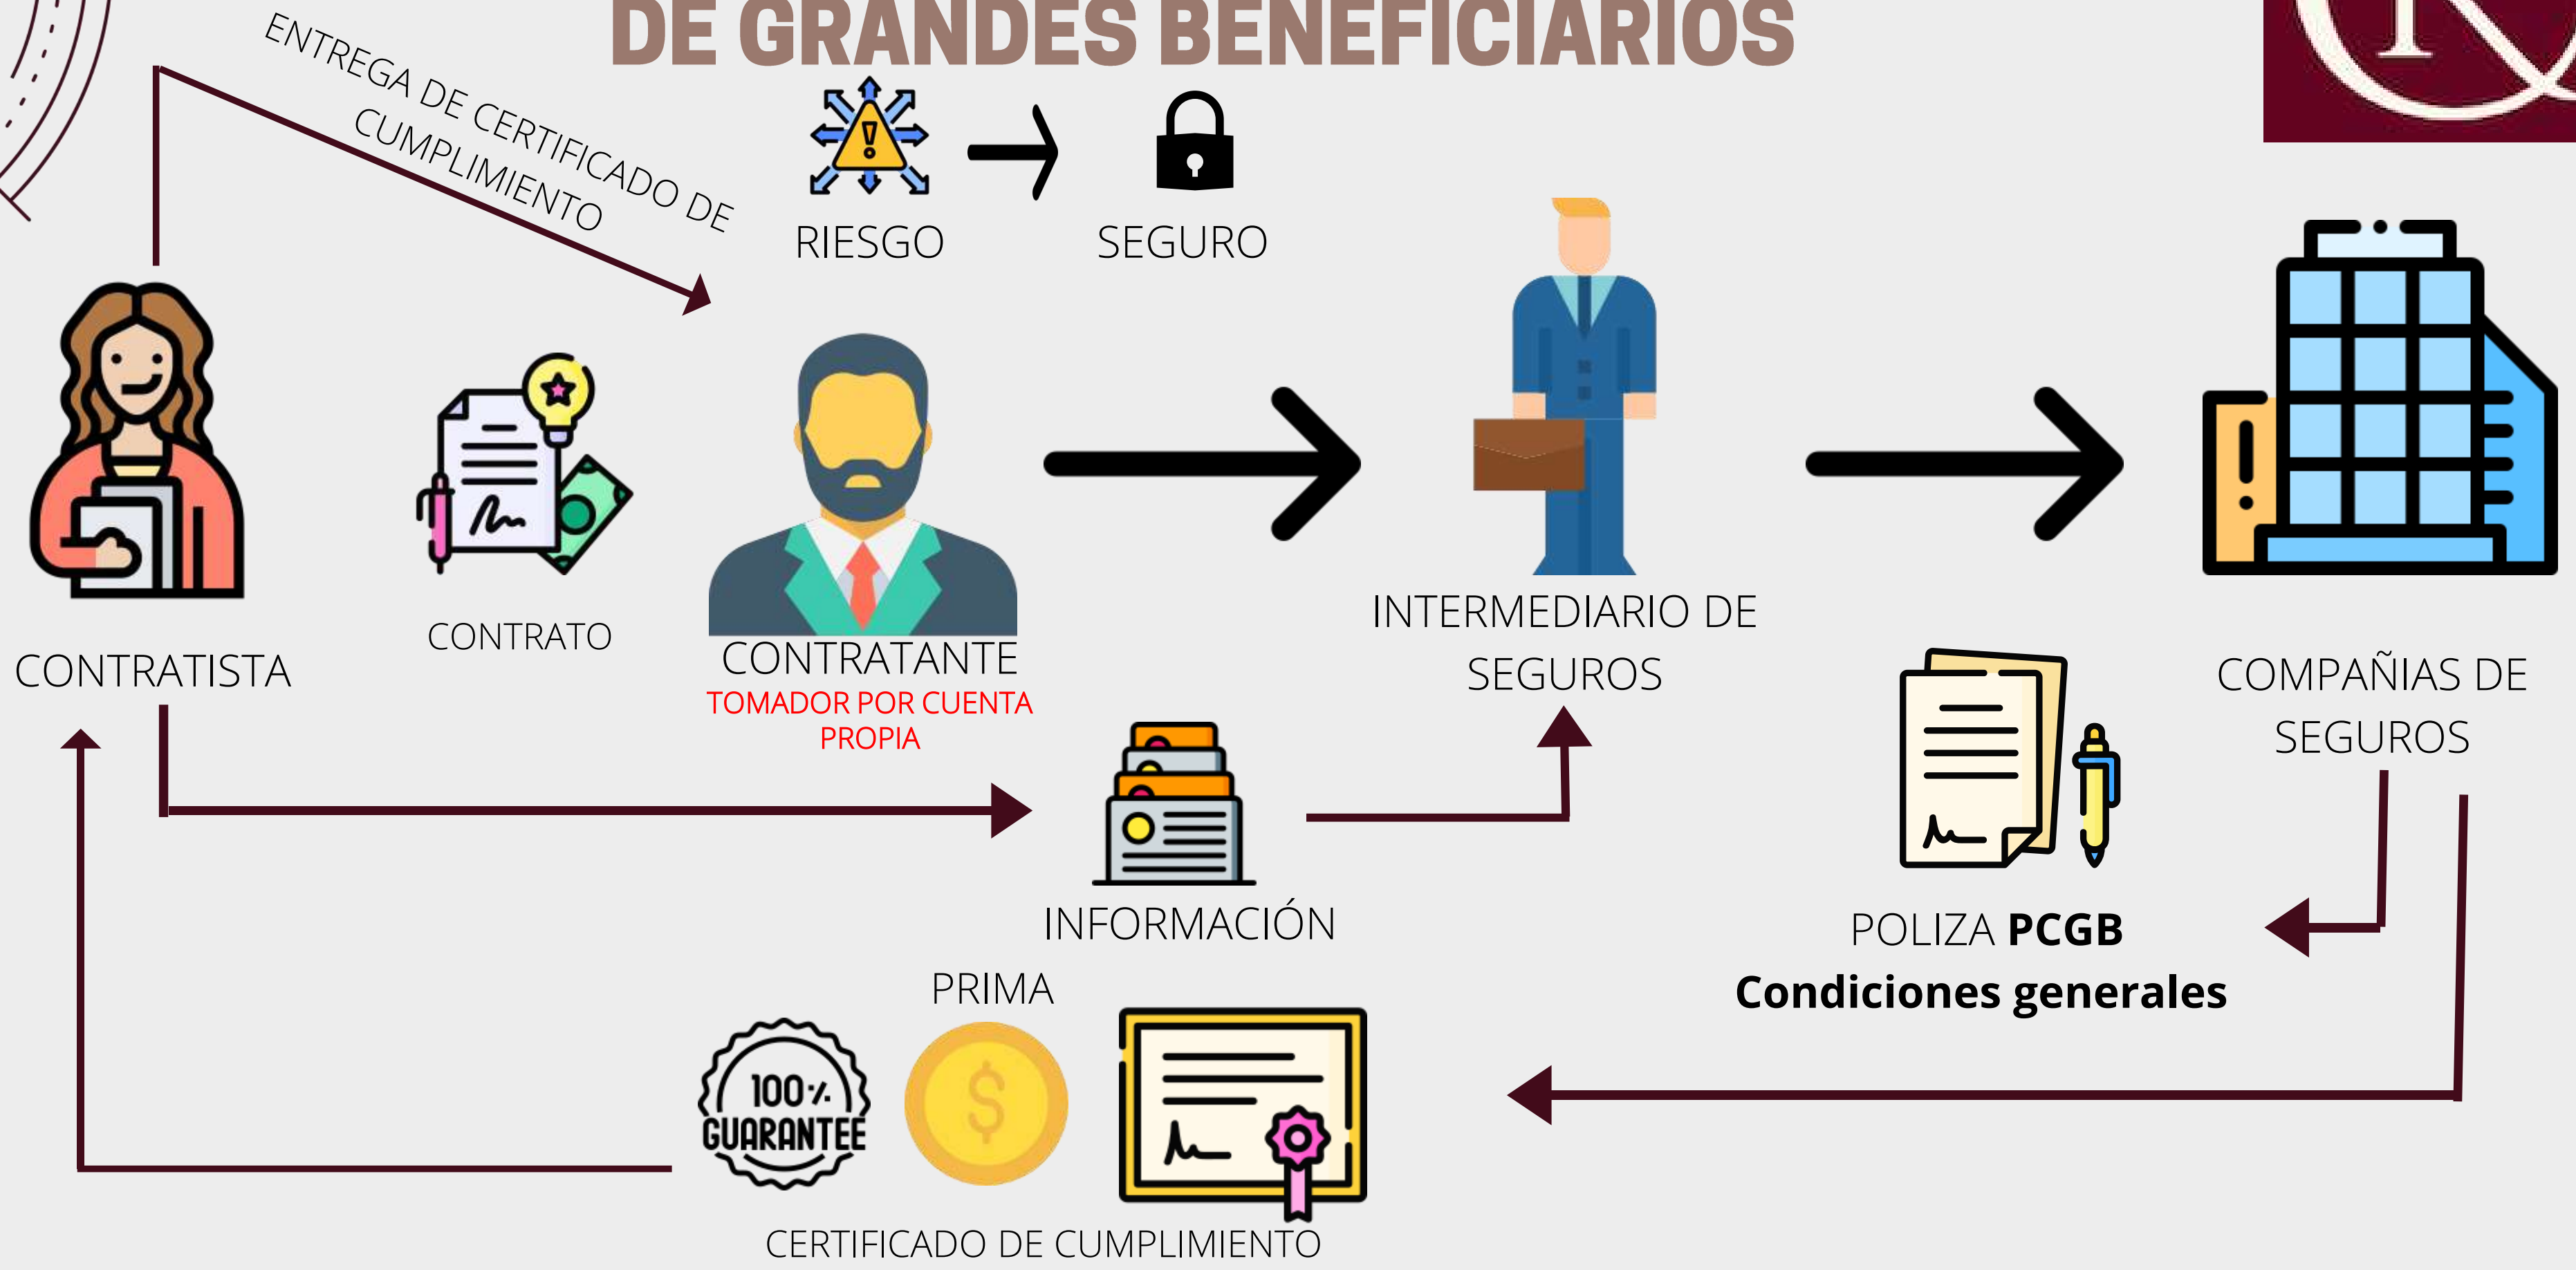 DE GRANDES BENEFICIARIOS
ENTREGA DE CERTIFICADO DE
CUMPLIMIENTO
RIESGO
SEGURO
CONTRATISTA
CONTRATO
CONTRATANTE
TOMADOR POR CUENTA
PROPIA
INTERMEDIARIO DE
SEGUROS
COMPAÑIAS DE
SEGUROS
INFORMACIÓN
POLIZA PCGB
Condiciones generales
PRIMA
100%
GUARANTEE
$
CERTIFICADO DE CUMPLIMIENTO